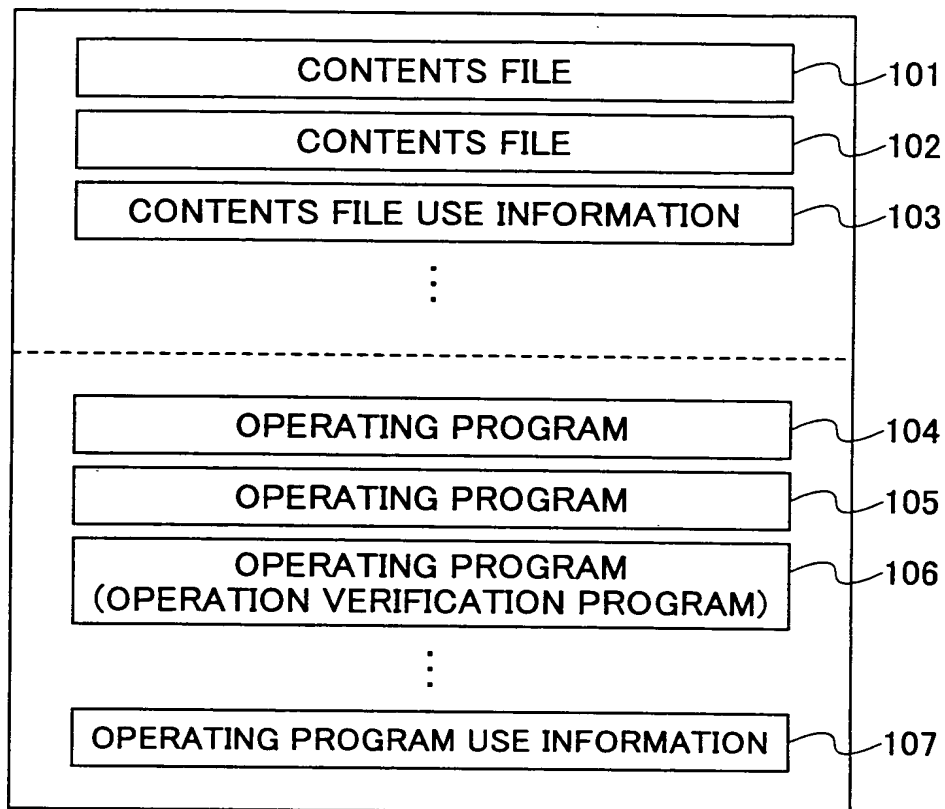 CONTENTS FILE 101
CONTENTS FILE 102
CONTENTS FILE USE INFORMATION 103
OPERATING PROGRAM 104
OPERATING PROGRAM 105
OPERATING PROGRAM 106
(OPERATION VERIFICATION PROGRAM)
OPERATING PROGRAM USE INFORMATION 107